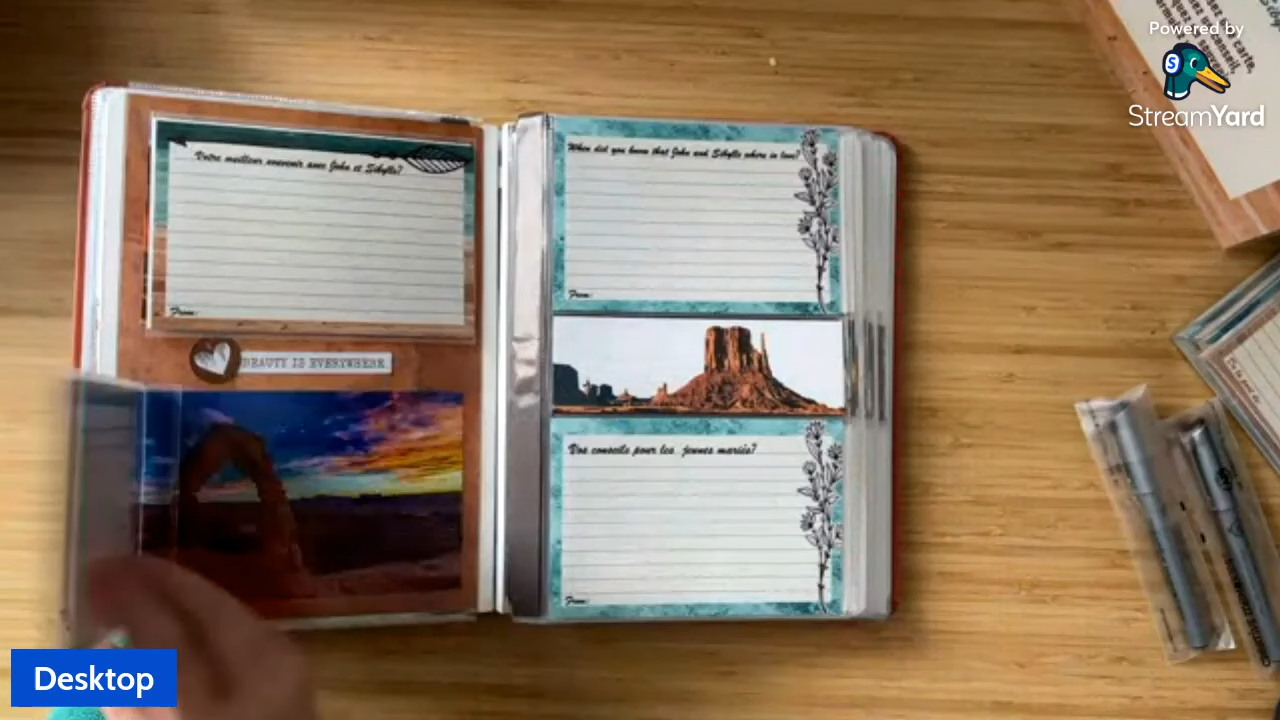 Powered by
StreamYard
Votre meilleur souvenir avec John et Sibylle?
From:
BEAUTY IS EVERYWHERE
When did you know that John and Sibylle where in love?
From:
Vos conseils pour les jeunes mariés?
From:
Desktop